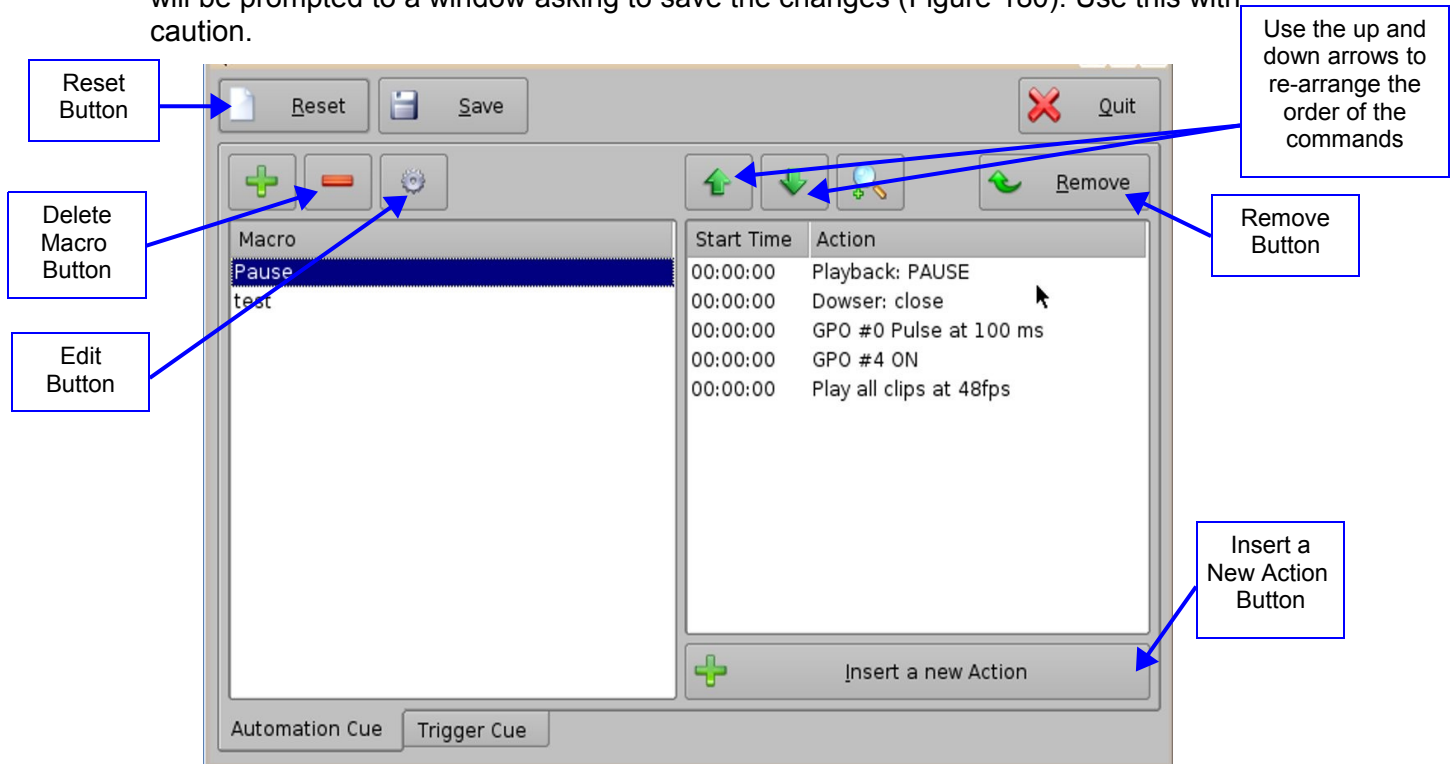 will be prompted to a window asking to save the changes (Figure 180). Use this with
caution.
Use the up and
down arrows to
re-arrange the
order of the
commands
Reset
Button
Reset
Save
Quit
Remove
Delete
Macro
Button
Remove
Button
Macro
Pause
test
Start Time Action
00:00:00 Playback: PAUSE
00:00:00 Dowser: close
00:00:00 GPO #0 Pulse at 100 ms
00:00:00 GPO #4 ON
00:00:00 Play all clips at 48fps
Edit
Button
Insert a
New Action
Button
Insert a new Action
Automation Cue
Trigger Cue